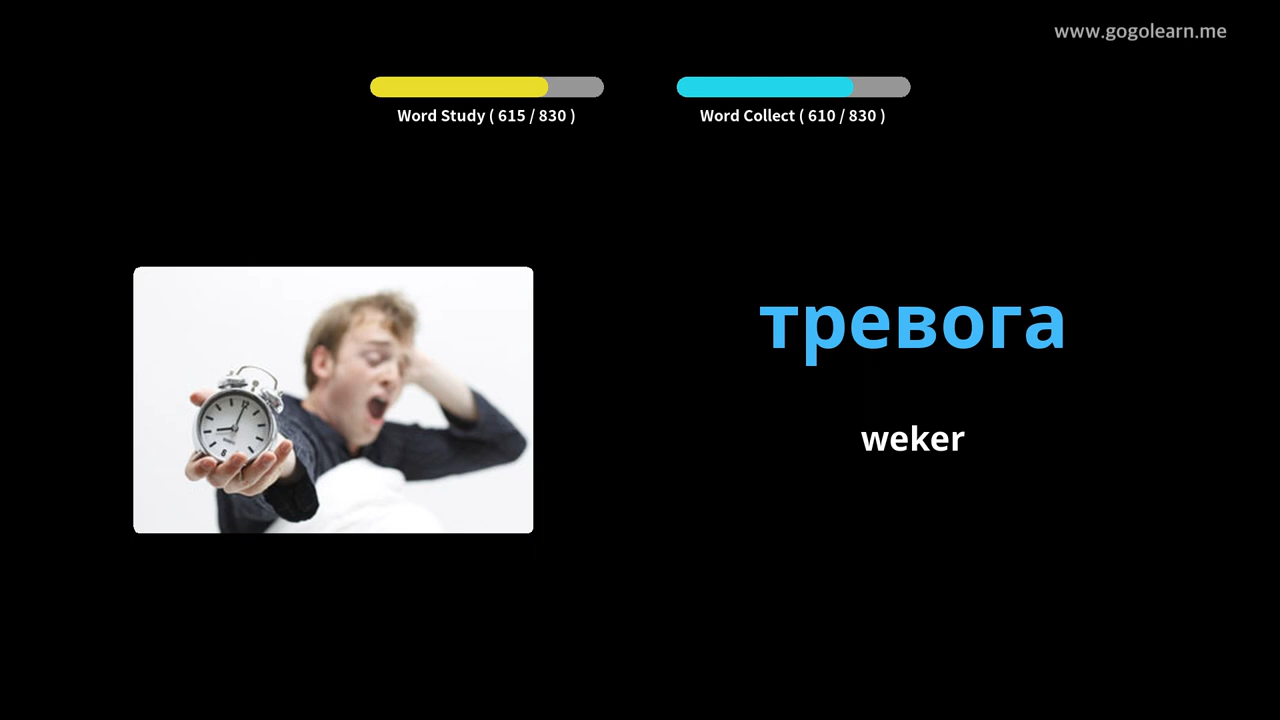 www.gogolearn.me
Word Study ( 615 / 830 )
Word Collect ( 610 / 830 )
тревога
weker